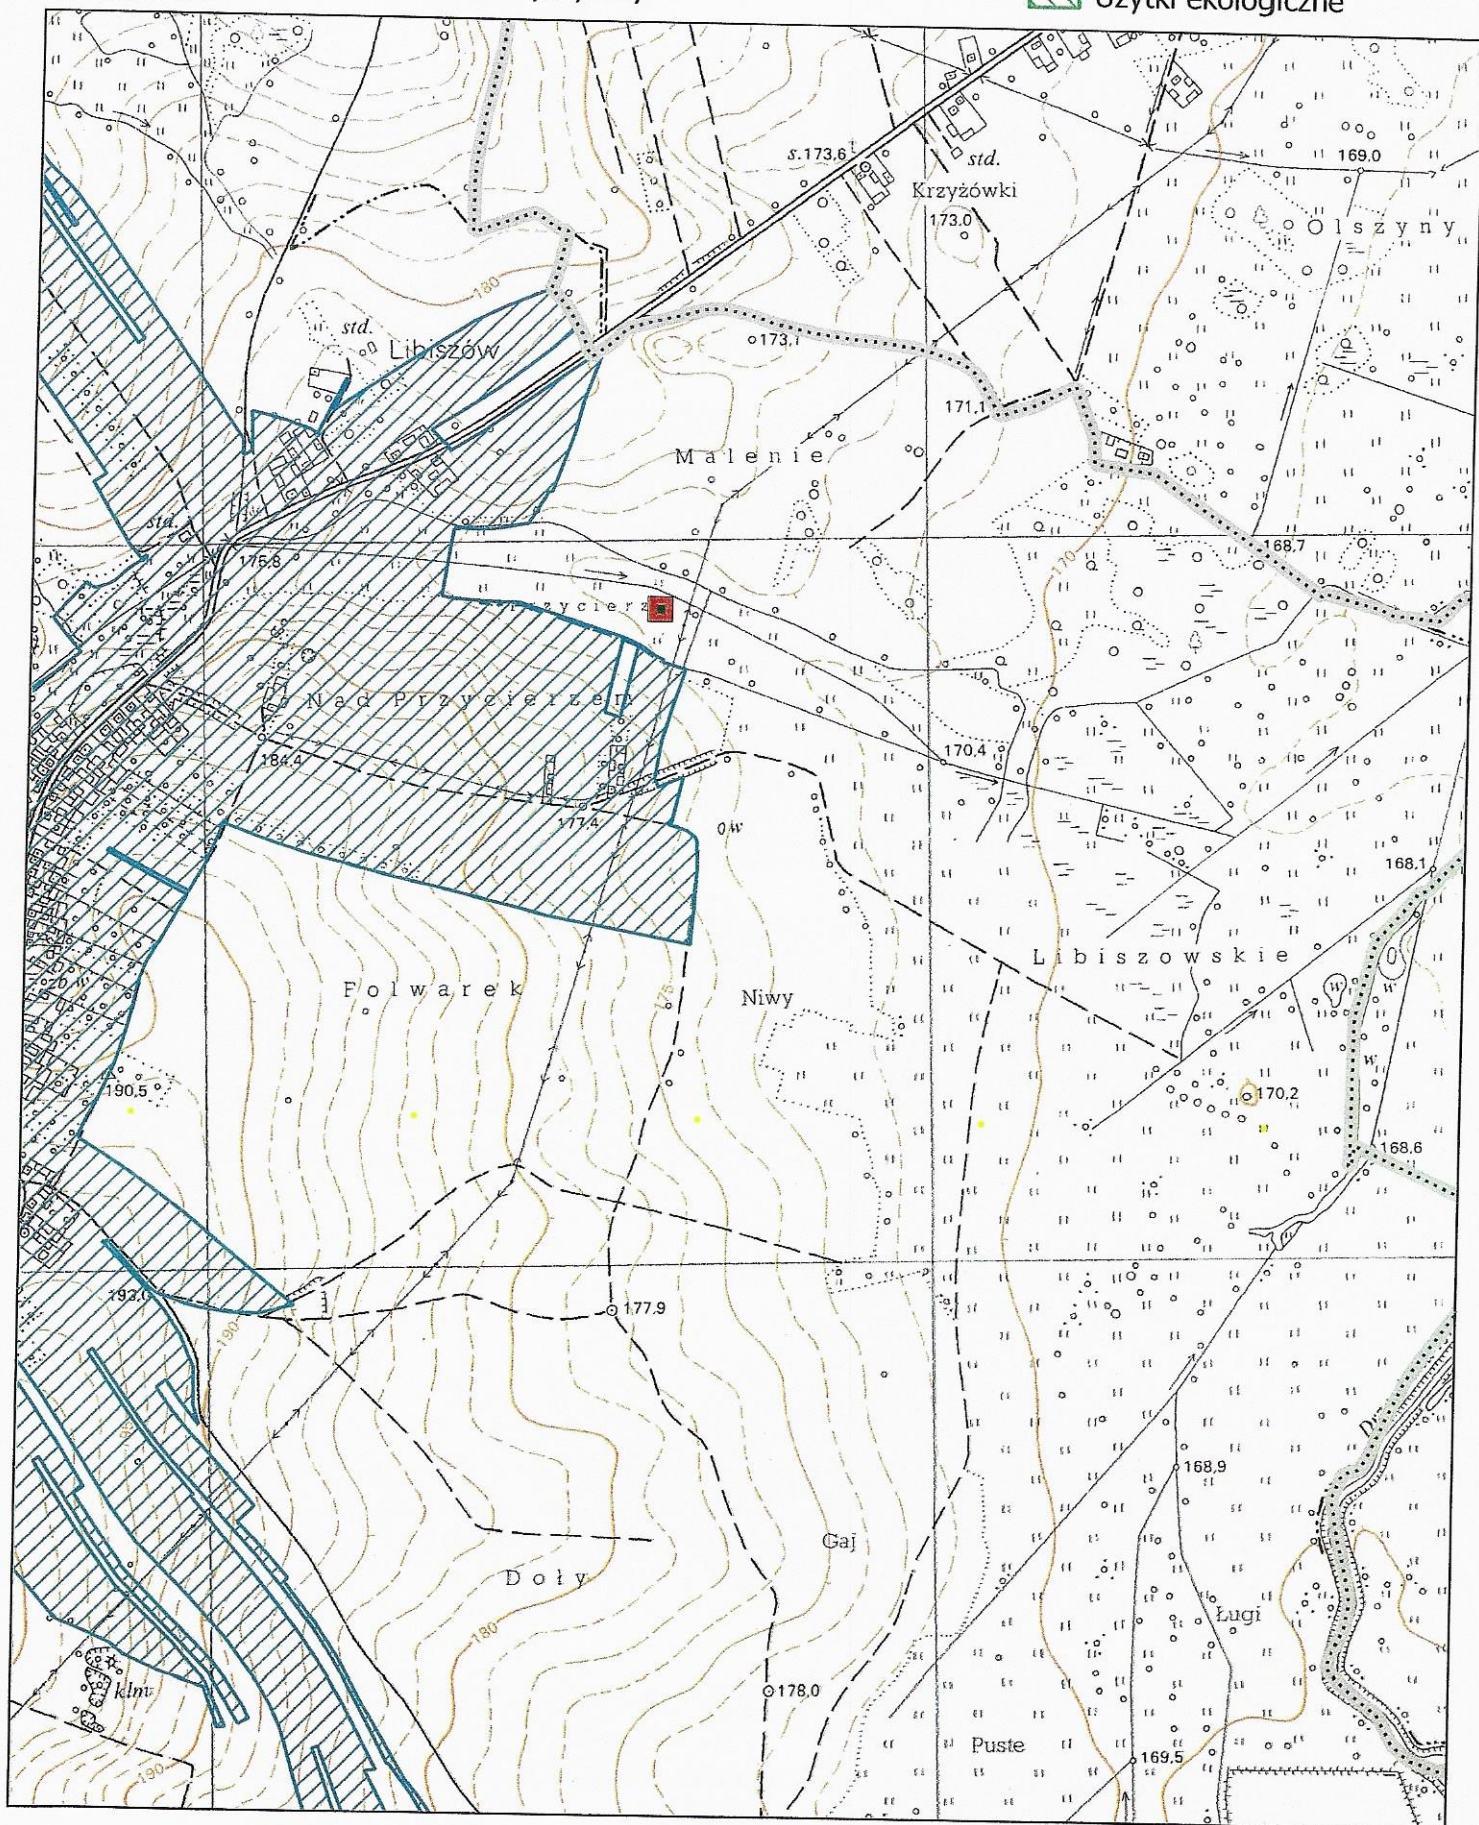 Użytki ekologiczne
s.173,6
std.
169.0
Krzyżówki
173.0
Olszyny
180
std.
Libiszów
173,1
171,1
Malenie
std.
168,7
175,8
170
Nad Przycierzem
170,4
184,4
177,4
w
168,1
Libiszowskie
Folwarek
175
Niwy
w
w
w
190,5
170,2
168,6
177.9
190
168,9
Gaj
Doły
180
Ługi
klm.
178,0
Puste
169,5
190